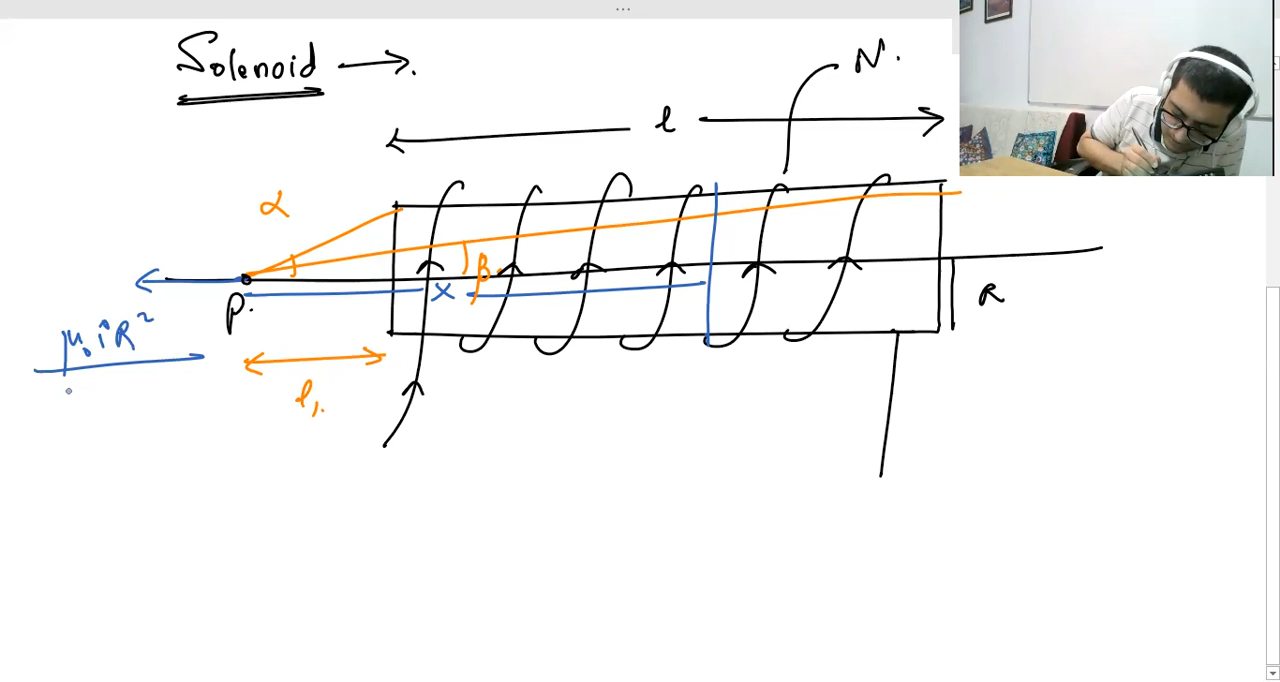 Solenoid →.
N.
l
α
β
x
P.
R
μ₀iR²
l₁.